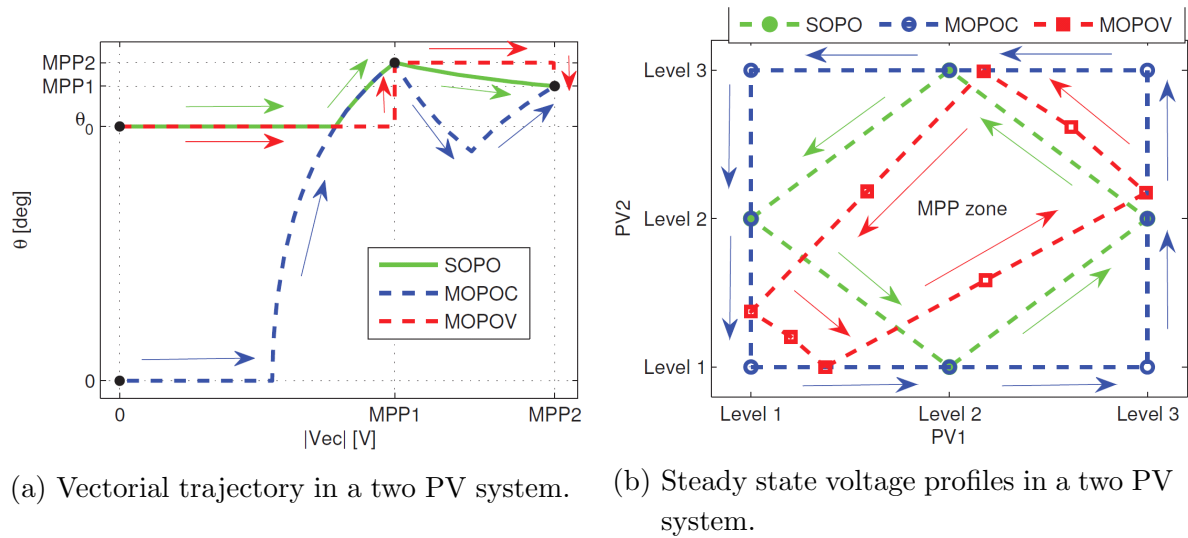 MPP2
MPP1
θ0
0
θ [deg]
0
MPP1
MPP2
|Vec| [V]
SOPO
MOPOC
MOPOV
(a) Vectorial trajectory in a two PV system.
SOPO
MOPOC
MOPOV
Level 3
Level 2
Level 1
PV2
MPP zone
Level 1
Level 2
Level 3
PV1
(b) Steady state voltage profiles in a two PV
system.